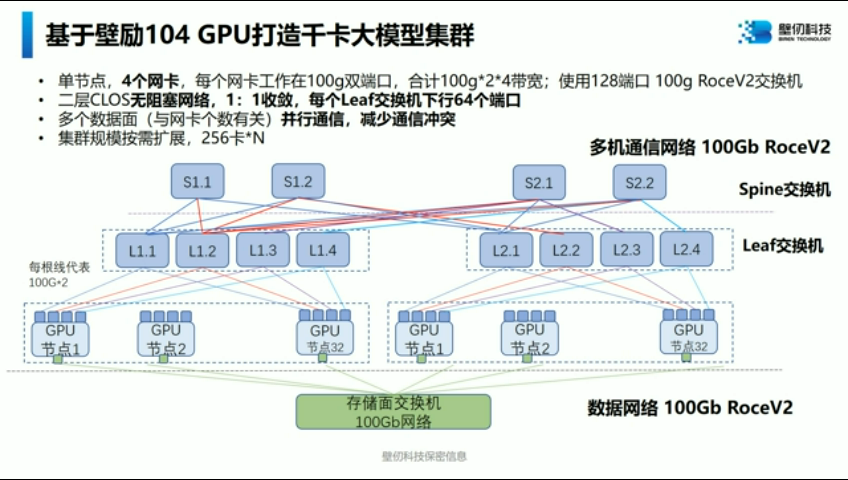 基于壁励104 GPU打造千卡大模型集群
壁仞科技
BIREN TECHNOLOGY
• 单节点，4个网卡，每个网卡工作在100g双端口，合计100g*2*4带宽；使用128端口 100g RoceV2交换机
• 二层CLOS无阻塞网络，1：1收敛，每个Leaf交换机下行64个端口
• 多个数据面（与网卡个数有关）并行通信，减少通信冲突
• 集群规模按需扩展，256卡*N
多机通信网络 100Gb RoceV2
S1.1 S1.2 S2.1 S2.2
Spine交换机
L1.1 L1.2 L1.3 L1.4 L2.1 L2.2 L2.3 L2.4
Leaf交换机
每根线代表
100G*2
GPU GPU GPU GPU GPU GPU
节点1 节点2 节点32 节点1 节点2 节点32
存储面交换机
100Gb网络
数据网络 100Gb RoceV2
壁仞科技保密信息